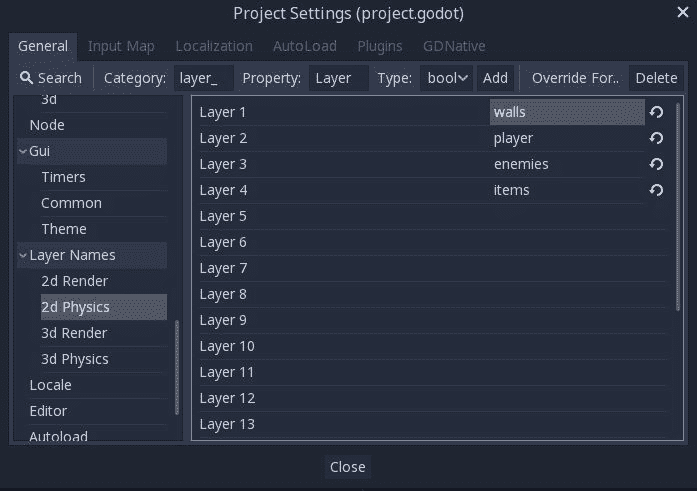 Project Settings (project.godot)
General Input Map Localization AutoLoad Plugins GDNative
Search Category: layer_ Property: Layer Type: bool Add Override For.. Delete
3d
Node
Gui
Timers
Common
Theme
Layer Names
2d Render
2d Physics
3d Render
3d Physics
Locale
Editor
Autoload
Layer 1 walls
Layer 2 player
Layer 3 enemies
Layer 4 items
Layer 5
Layer 6
Layer 7
Layer 8
Layer 9
Layer 10
Layer 11
Layer 12
Layer 13
Close